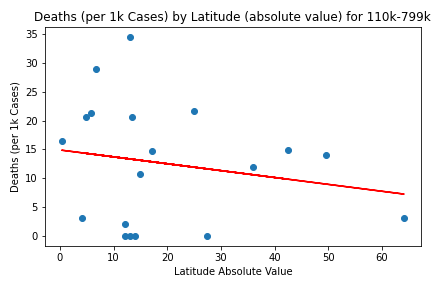 Deaths (per 1k Cases) by Latitude (absolute value) for 110k-799k
Deaths (per 1k Cases)
35
30
25
20
15
10
5
0
0 10 20 30 40 50 60
Latitude Absolute Value